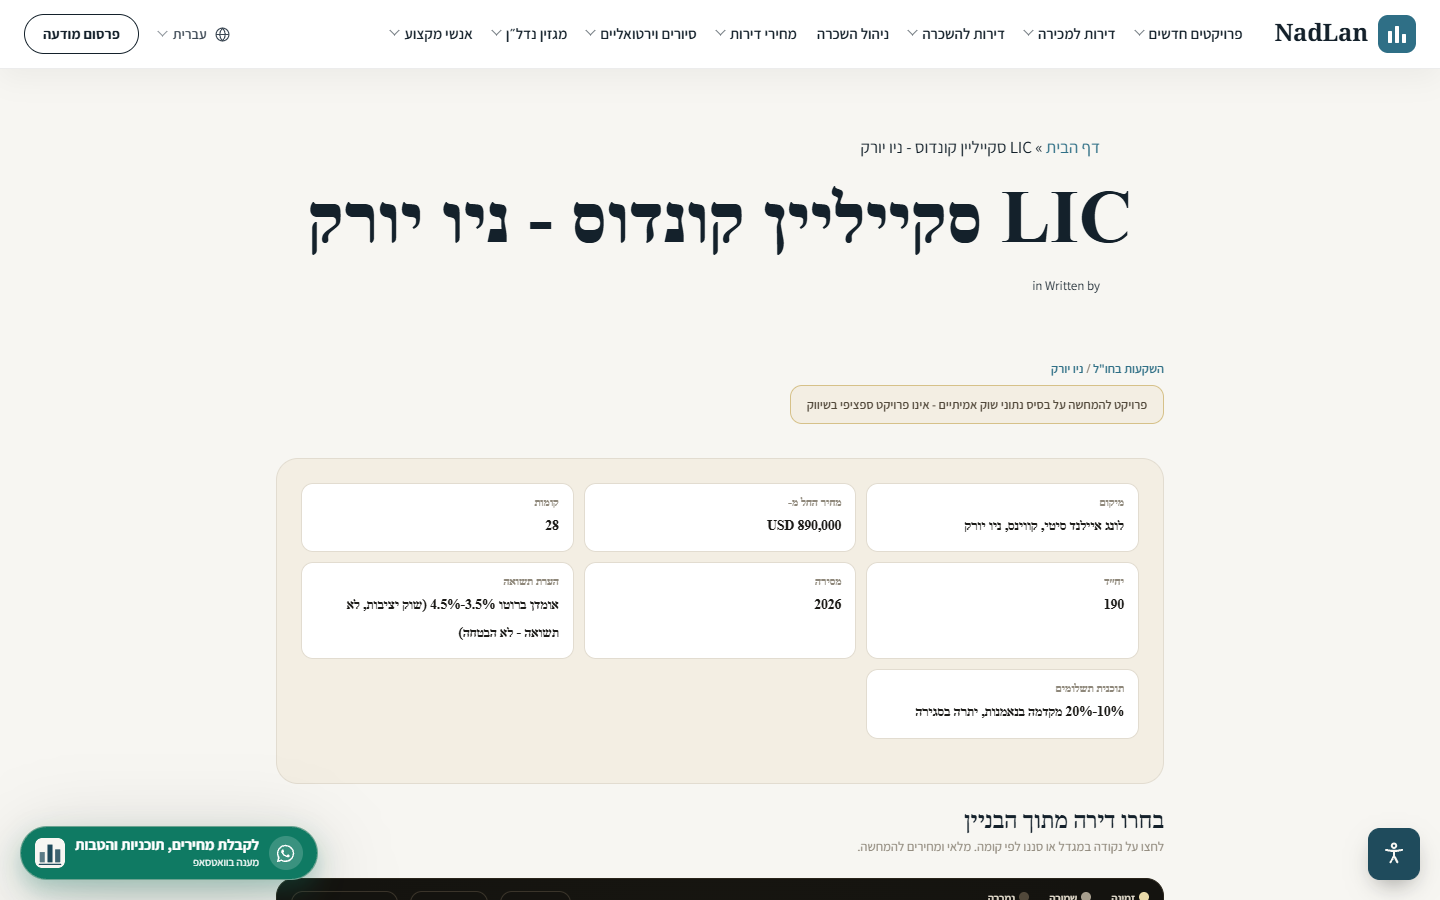 NadLan
פרויקטים חדשים
דירות למכירה
דירות להשכרה
ניהול השכרה
מחירי דירות
סיורים וירטואליים
מגזין נדל״ן
אנשי מקצוע
עברית
פרסום מודעה
דף הבית » LIC סקייליין קונדוס - ניו יורק
LIC סקייליין קונדוס - ניו יורק
in Written by
השקעות בחו"ל / ניו יורק
פרויקט להמחשה על בסיס נתוני שוק אמיתיים - אינו פרויקט ספציפי בשיווק
מיקום
לונג איילנד סיטי, קווינס, ניו יורק
מחיר החל מ-
USD 890,000
קומות
28
יח״ד
190
מסירה
2026
הערת תשואה
אומדן ברוטו 3.5%-4.5% (שוק יציבות, לא
תשואה - לא הבטחה)
תוכנית תשלומים
10%-20% מקדמה בנאמנות, יתרה בסגירה
בחרו דירה מתוך הבניין
לחצו על נקודה במגדל או סננו לפי קומה. מלאי ומחירים להמחשה.
זמינה
שמורה
נמכרה
לקבלת מחירים, תוכניות והטבות
מענה בוואטסאפ